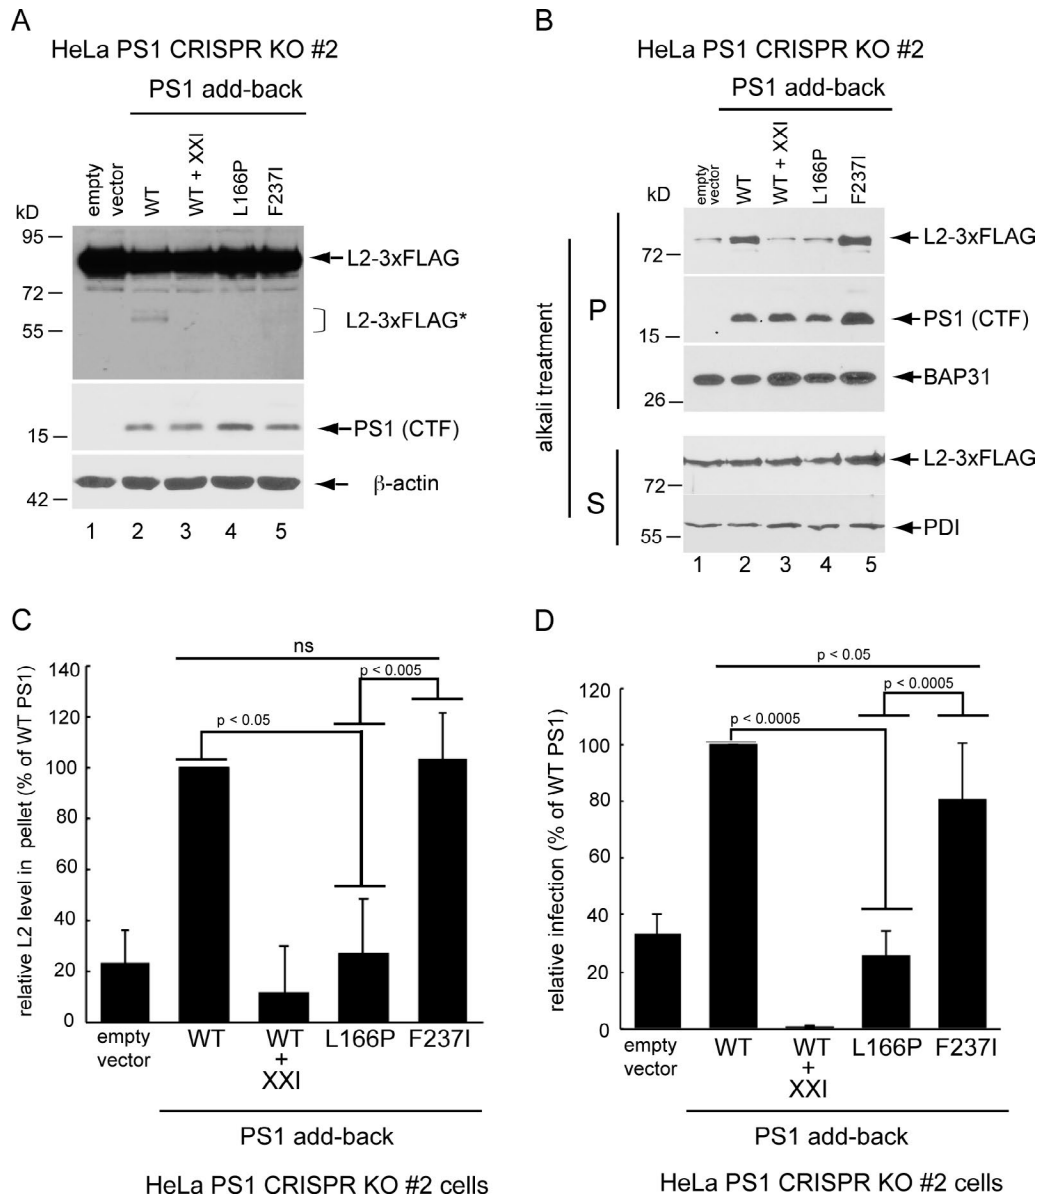 A
HeLa PS1 CRISPR KO #2
PS1 add-back
empty
vector
WT
WT + XXI
L166P
F237I
kD
95
L2-3xFLAG
72
L2-3xFLAG*
55
PS1 (CTF)
15
β-actin
42
1 2 3 4 5
B
HeLa PS1 CRISPR KO #2
PS1 add-back
empty
vector
WT
WT + XXI
L166P
F237I
kD
alkali treatment
P
L2-3xFLAG
72
PS1 (CTF)
15
BAP31
26
S
L2-3xFLAG
72
PDI
55
1 2 3 4 5
C
ns
p < 0.005
p < 0.05
relative L2 level in pellet (% of WT PS1)
140
120
100
80
60
40
20
0
empty
vector
WT
WT
+
XXI
L166P
F237I
PS1 add-back
HeLa PS1 CRISPR KO #2 cells
D
p < 0.05
p < 0.0005
p < 0.0005
relative infection (% of WT PS1)
120
100
80
60
40
20
0
empty
vector
WT
WT
+
XXI
L166P
F237I
PS1 add-back
HeLa PS1 CRISPR KO #2 cells